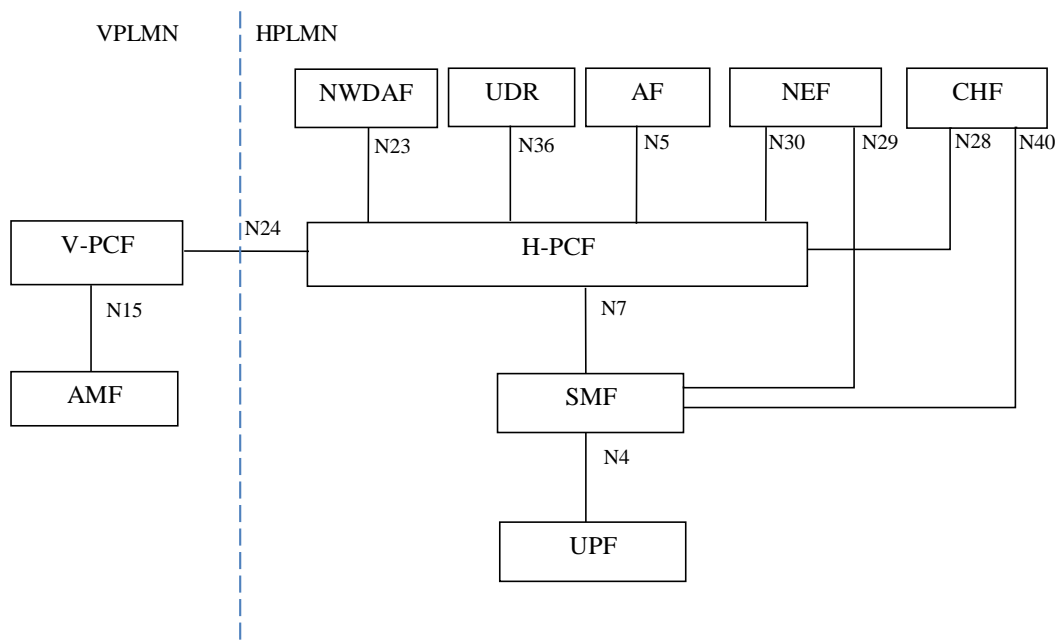 VPLMN
HPLMN
NWDAF
UDR
AF
NEF
CHF
N23
N36
N5
N30
N29
N28
N40
N24
V-PCF
H-PCF
N15
N7
AMF
SMF
N4
UPF